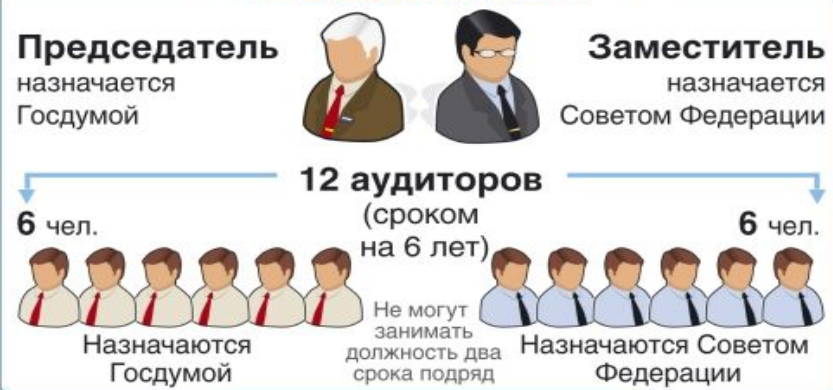 Председатель
назначается
Госдумой
Заместитель
назначается
Советом Федерации
12 аудиторов
(сроком
на 6 лет)
6 чел.
6 чел.
Назначаются
Госдумой
Не могут
занимать
должность два
срока подряд
Назначаются Советом
Федерации